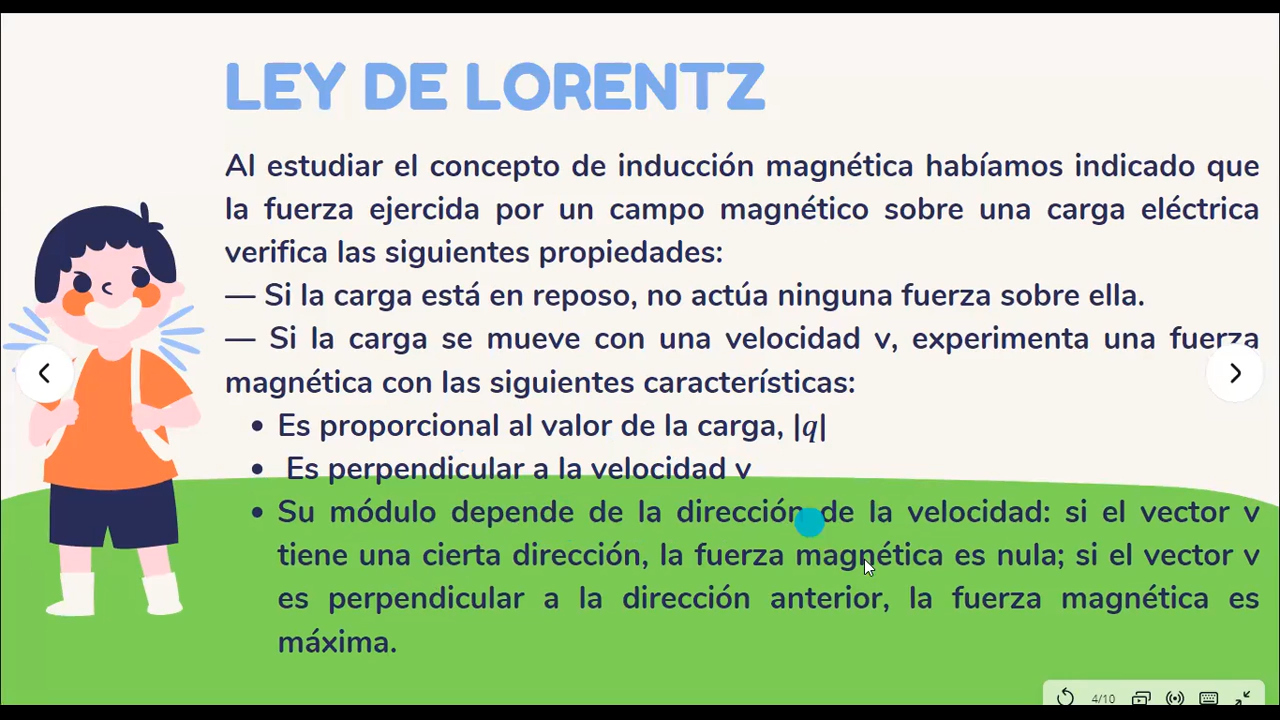 LEY DE LORENTZ
Al estudiar el concepto de inducción magnética habíamos indicado que
la fuerza ejercida por un campo magnético sobre una carga eléctrica
verifica las siguientes propiedades:
— Si la carga está en reposo, no actúa ninguna fuerza sobre ella.
— Si la carga se mueve con una velocidad v, experimenta una fuerza
magnética con las siguientes características:
• Es proporcional al valor de la carga, |q|
• Es perpendicular a la velocidad v
• Su módulo depende de la dirección de la velocidad: si el vector v
tiene una cierta dirección, la fuerza magnética es nula; si el vector v
es perpendicular a la dirección anterior, la fuerza magnética es
máxima.
4/10